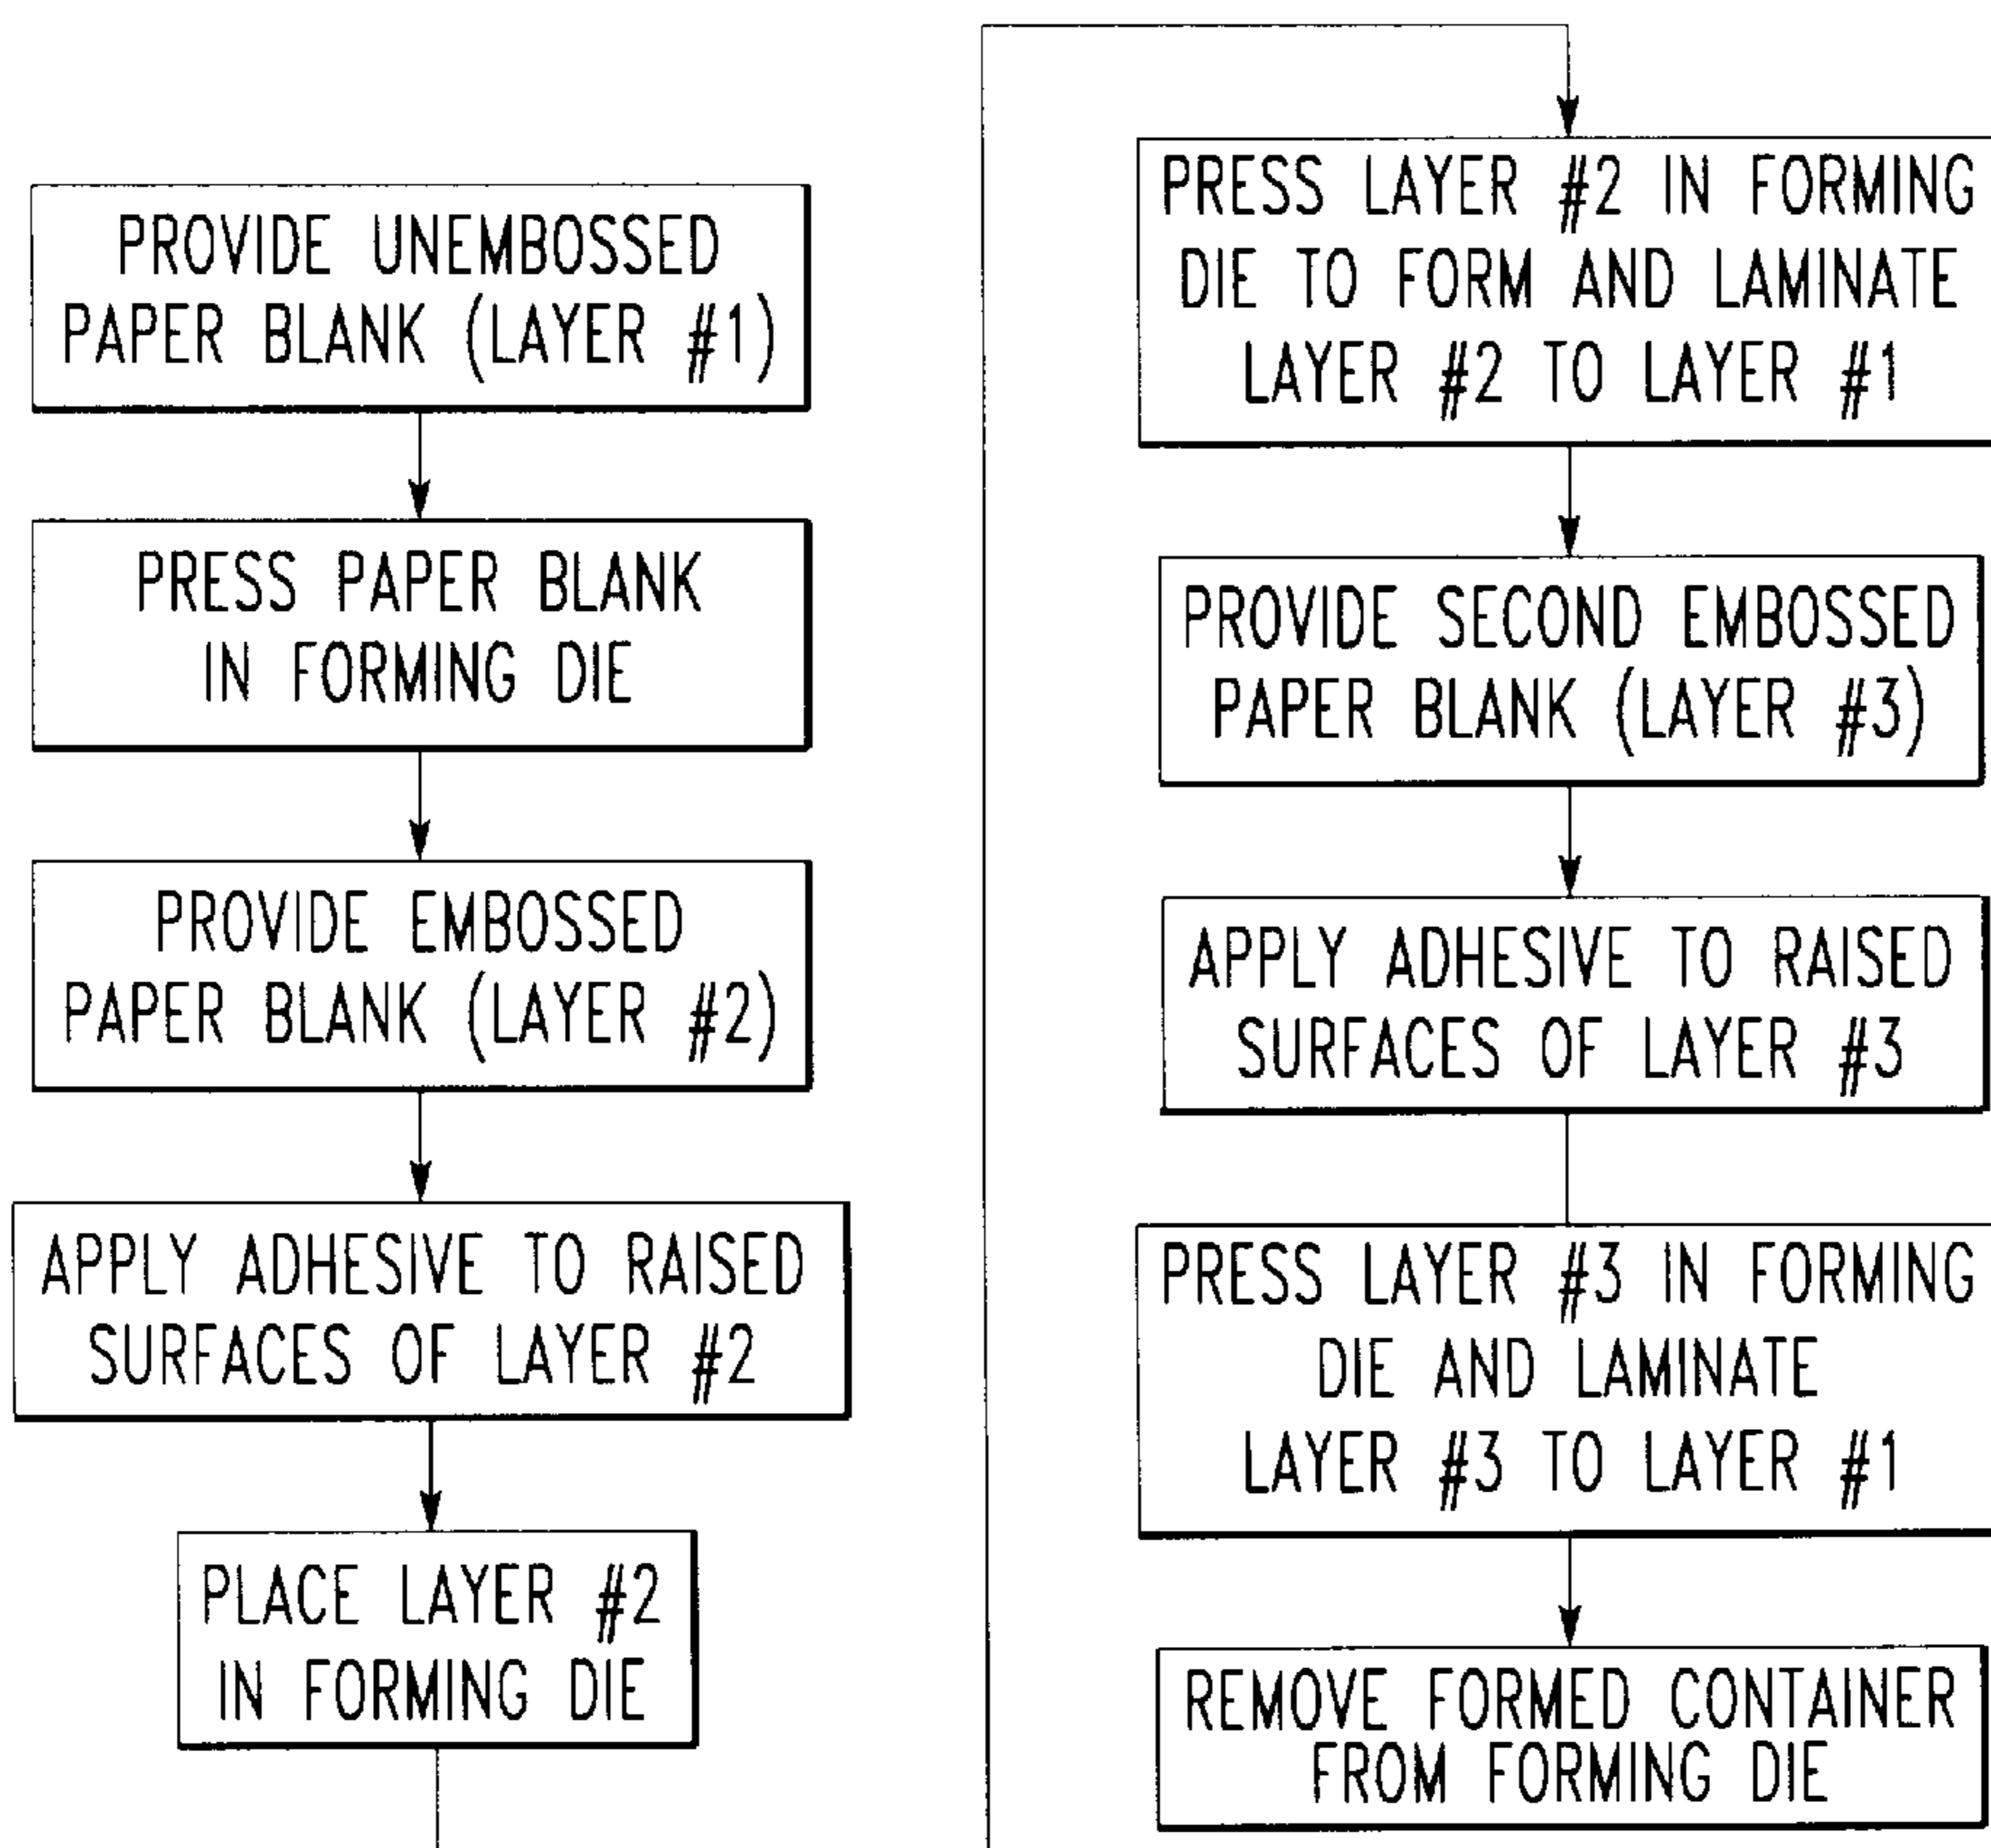 PROVIDE UNEMBOSSED
PAPER BLANK (LAYER #1)
PRESS PAPER BLANK
IN FORMING DIE
PROVIDE EMBOSSED
PAPER BLANK (LAYER #2)
APPLY ADHESIVE TO RAISED
SURFACES OF LAYER #2
PLACE LAYER #2
IN FORMING DIE
PRESS LAYER #2 IN FORMING
DIE TO FORM AND LAMINATE
LAYER #2 TO LAYER #1
PROVIDE SECOND EMBOSSED
PAPER BLANK (LAYER #3)
APPLY ADHESIVE TO RAISED
SURFACES OF LAYER #3
PRESS LAYER #3 IN FORMING
DIE AND LAMINATE
LAYER #3 TO LAYER #1
REMOVE FORMED CONTAINER
FROM FORMING DIE